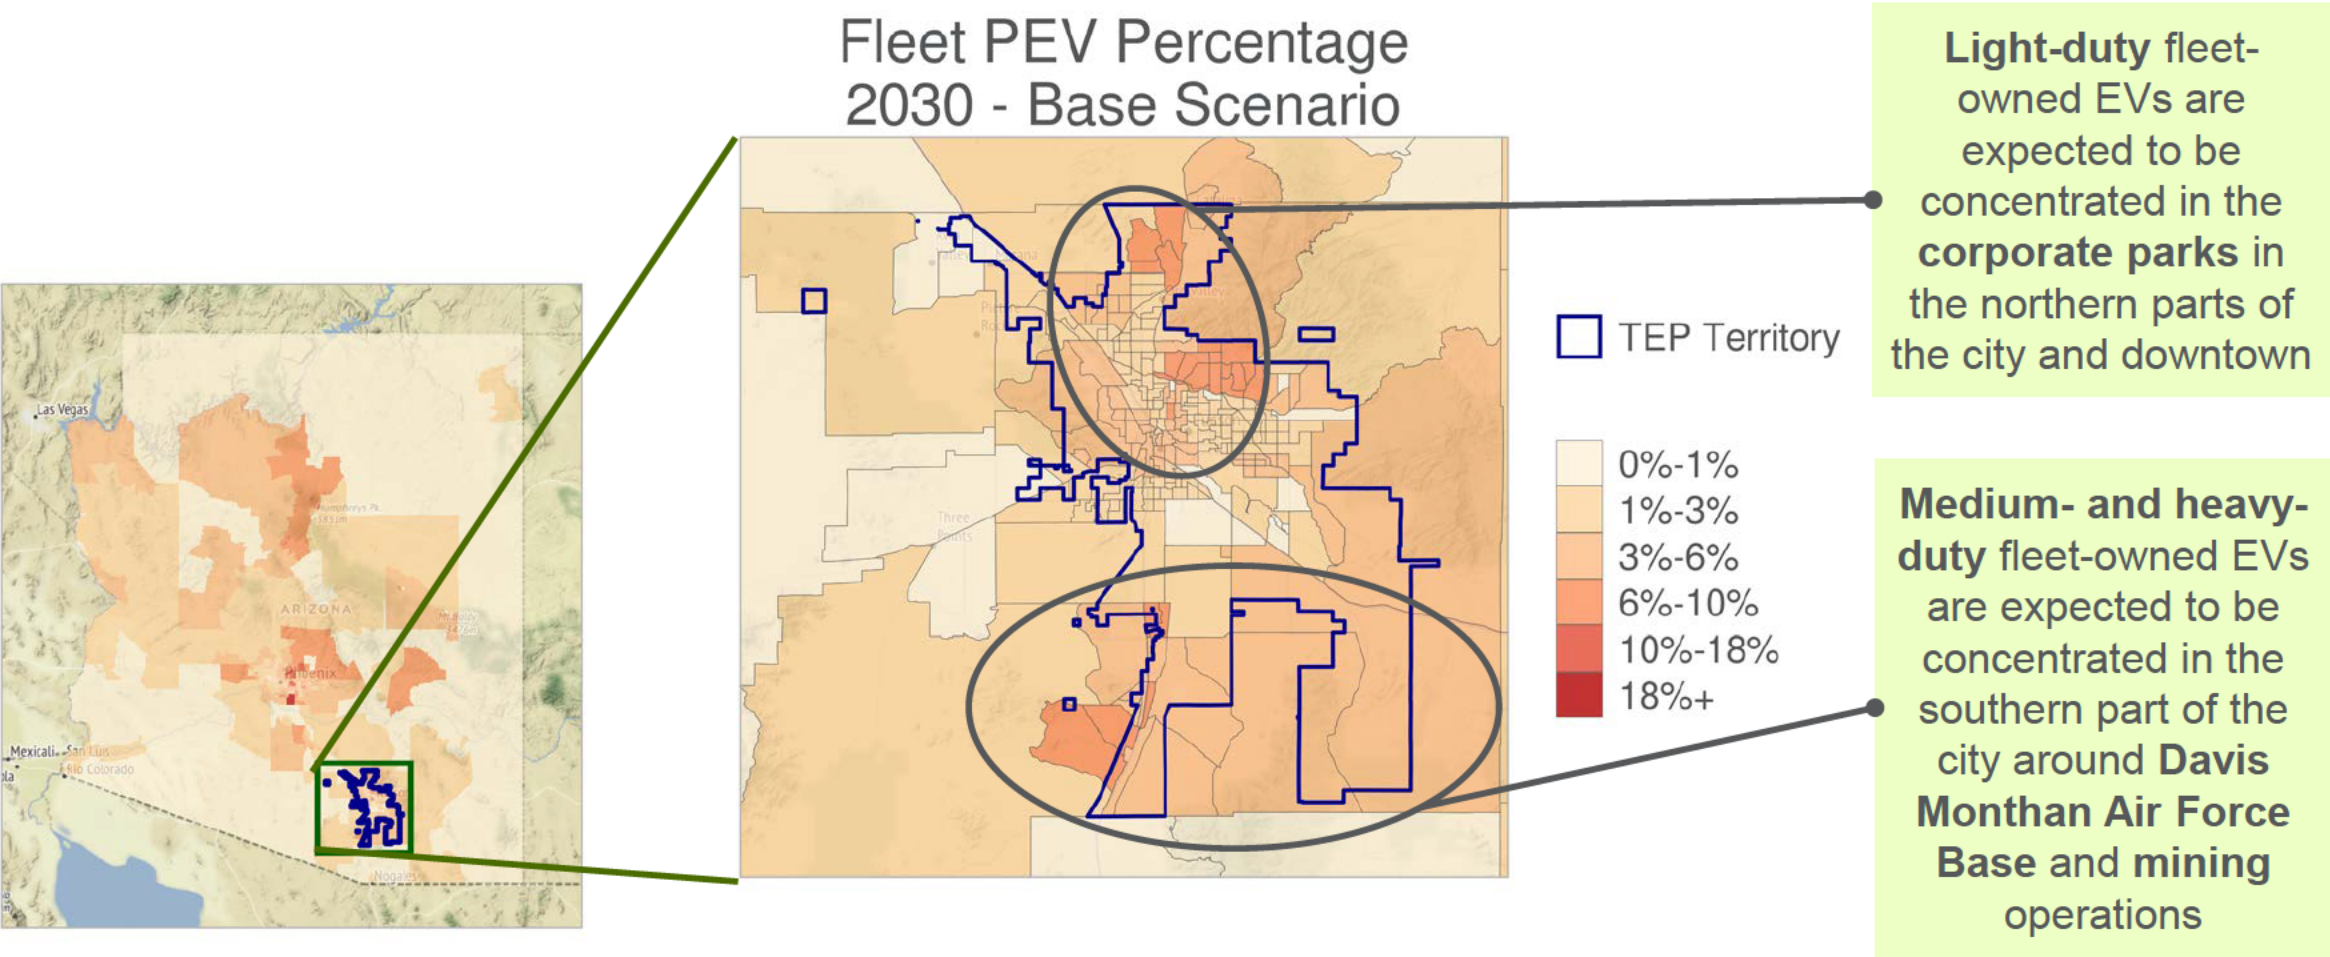 Fleet PEV Percentage
2030 - Base Scenario
Light-duty fleet-
owned EVs are
expected to be
concentrated in the
corporate parks in
the northern parts of
the city and downtown
TEP Territory
0%-1%
1%-3%
3%-6%
6%-10%
10%-18%
18%+
Medium- and heavy-
duty fleet-owned EVs
are expected to be
concentrated in the
southern part of the
city around Davis
Monthan Air Force
Base and mining
operations
Las Vegas
Humphreys Pk.
ARIZONA
Phoenix
Mexicali
San Luis
Río Colorado
Nogales
Three
Points
Valley